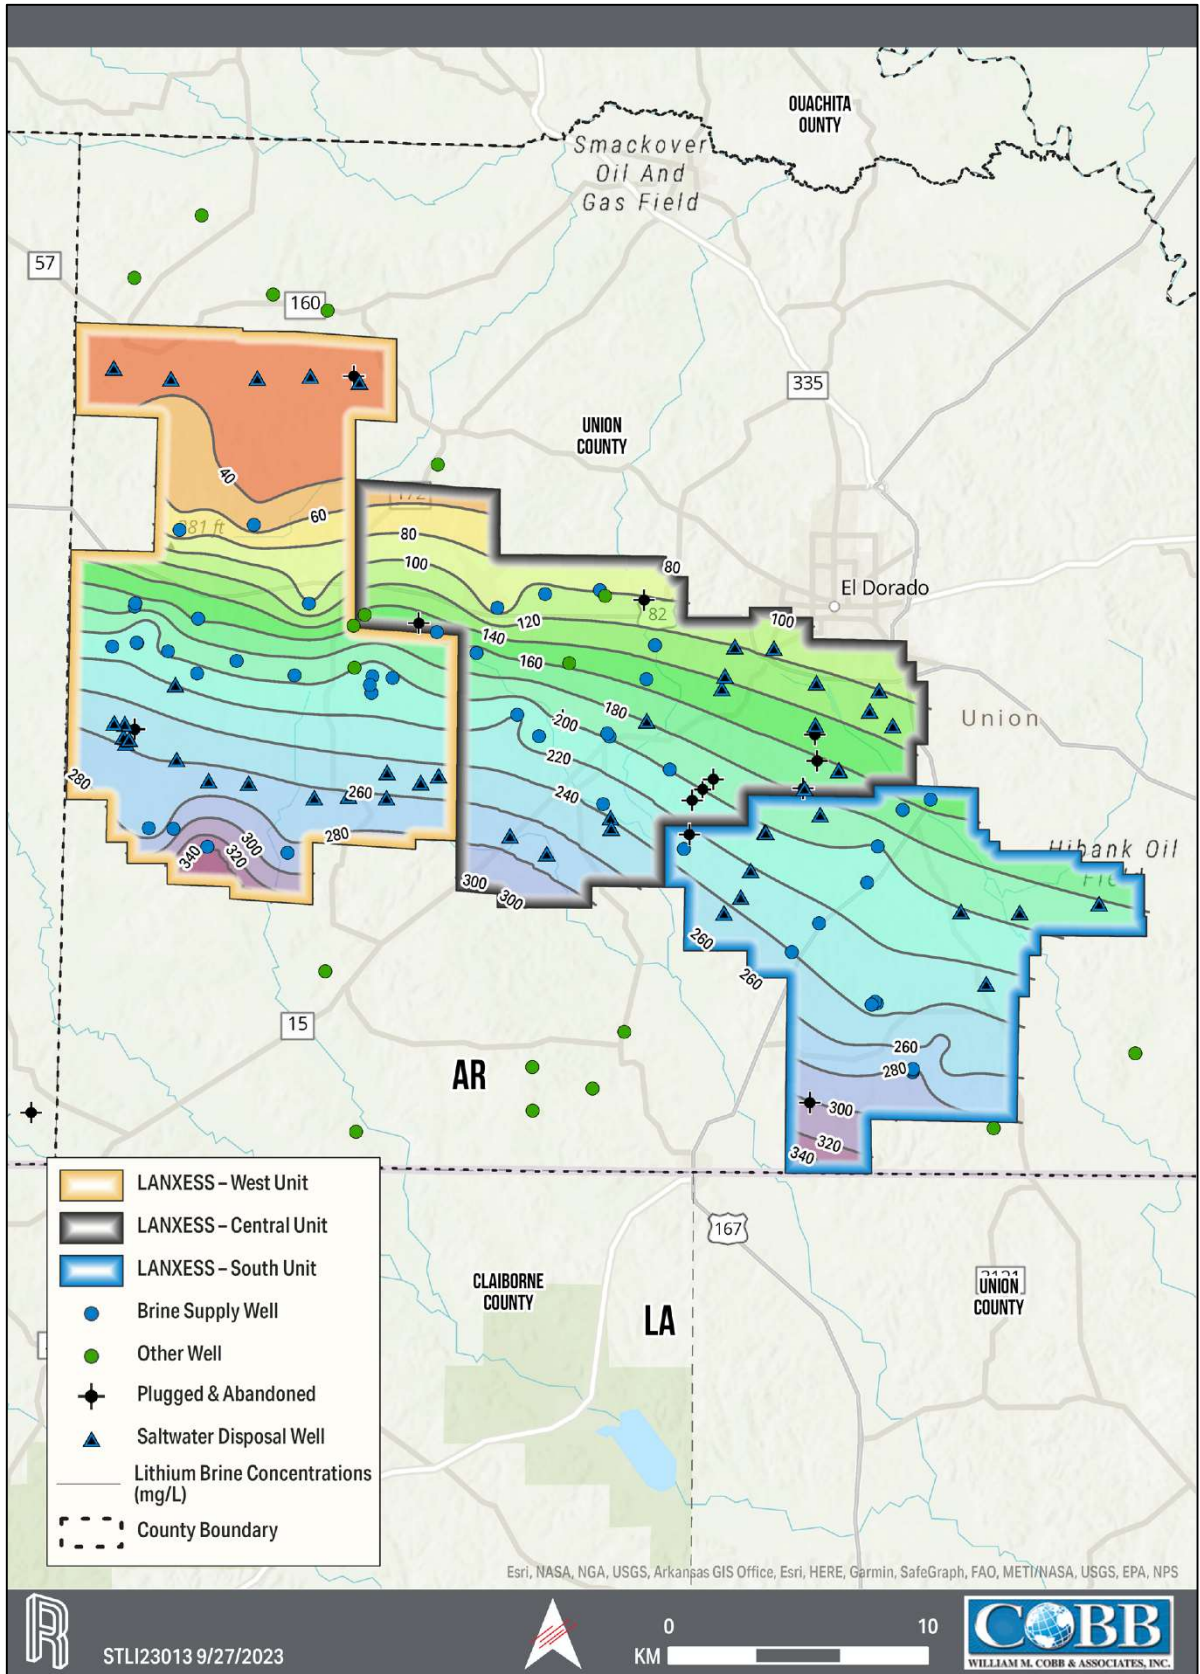 OUACHITA
OUNTY
Smackover
Oil And
Gas Field
57
160
335
UNION
COUNTY
40
60
80
80
281 ft
100
El Dorado
82
100
120
140
160
180
200
Union
220
240
260
280
280
300
320
340
300
300
Hibank Oil
260
260
15
260
280
AR
300
320
340
LANXESS – West Unit
LANXESS – Central Unit
LANXESS – South Unit
Brine Supply Well
Other Well
Plugged & Abandoned
Saltwater Disposal Well
Lithium Brine Concentrations
(mg/L)
County Boundary
167
CLAIBORNE
COUNTY
LA
UNION
COUNTY
Esri, NASA, NGA, USGS, Arkansas GIS Office, Esri, HERE, Garmin, SafeGraph, FAO, METI/NASA, USGS, EPA, NPS
STLI23013 9/27/2023
0 10
KM
COBB
WILLIAM M. COBB & ASSOCIATES, INC.